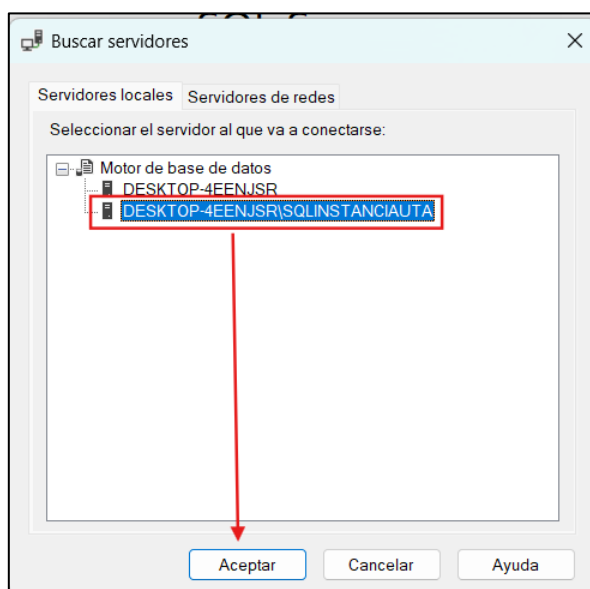 Buscar servidores
Servidores locales Servidores de redes
Seleccionar el servidor al que va a conectarse:
Motor de base de datos
DESKTOP-4EENJSR
DESKTOP-4EENJSR\SQLINSTANCIAUTA
Aceptar Cancelar Ayuda